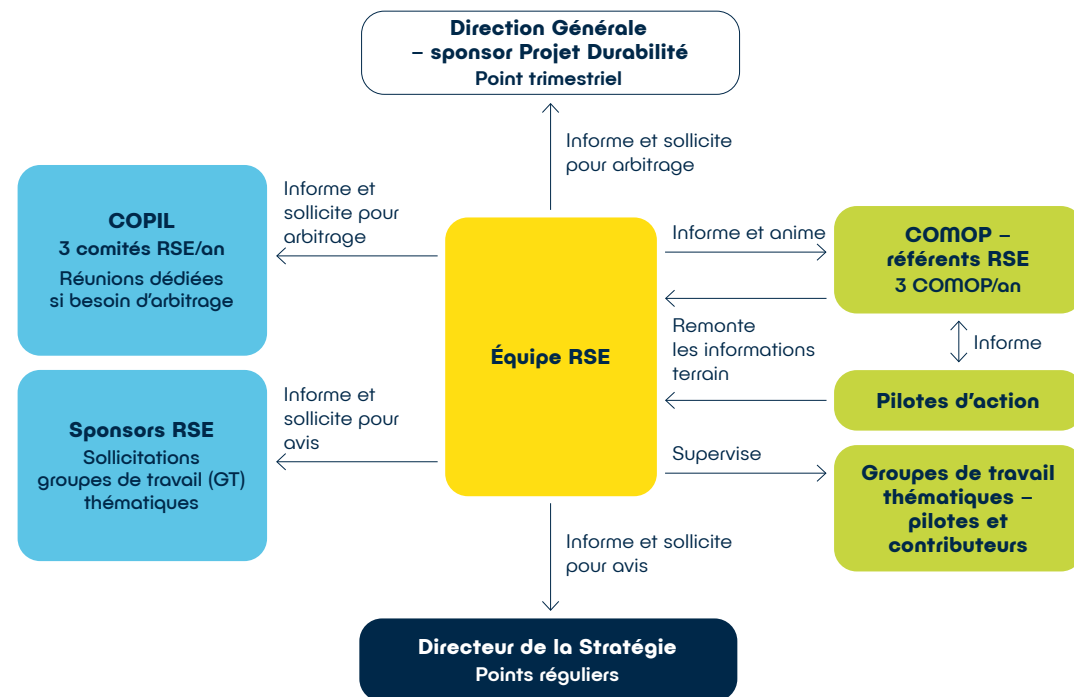 Direction Générale
– sponsor Projet Durabilité
Point trimestriel
Informe et sollicite
pour arbitrage
COPIL
3 comités RSE/an
Réunions dédiées
si besoin d'arbitrage
Informe et
sollicite pour
arbitrage
Équipe RSE
Informe et anime
COMOP –
référents RSE
3 COMOP/an
Remonte
les informations
terrain
Informe
Pilotes d'action
Sponsors RSE
Sollicitations
groupes de travail (GT)
thématiques
Informe et
sollicite pour
avis
Supervise
Groupes de travail
thématiques –
pilotes et
contributeurs
Informe et sollicite
pour avis
Directeur de la Stratégie
Points réguliers